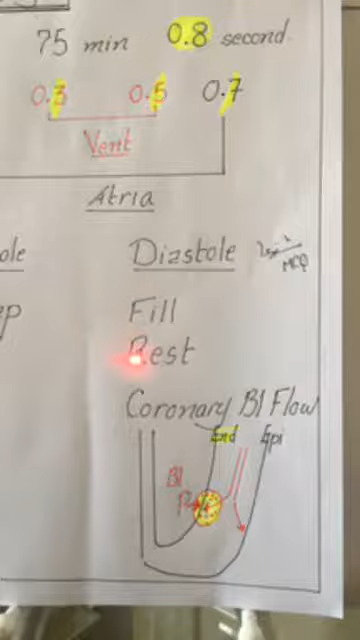 75 min 0.8 second
0.3 0.5 0.7
Vent
Atria
ole Diastole MCQ
p Fill
Rest
Coronary Bl Flow
End Epi
Bl